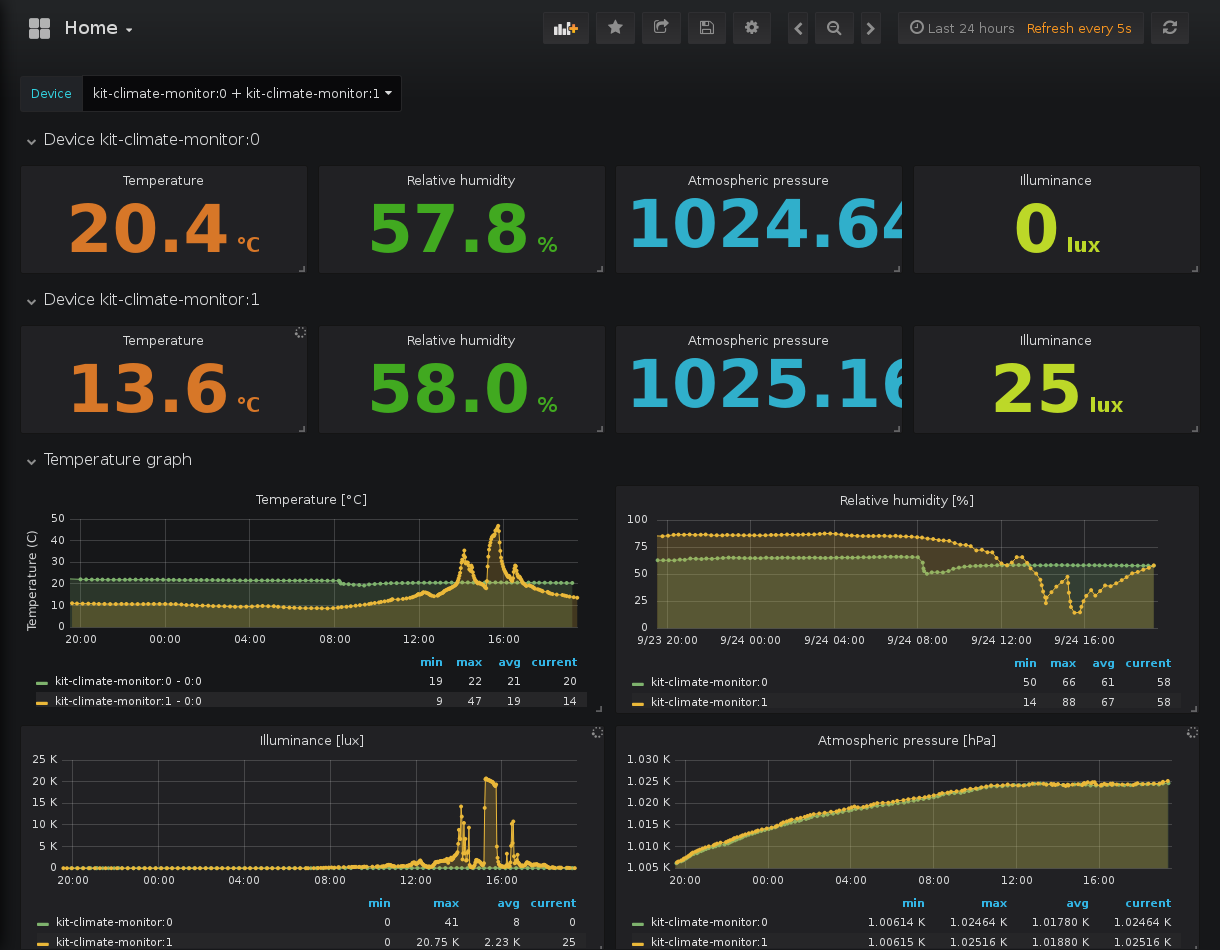 Home
Last 24 hours Refresh every 5s
Device kit-climate-monitor:0 + kit-climate-monitor:1
Device kit-climate-monitor:0
Temperature
20.4 °C
Relative humidity
57.8 %
Atmospheric pressure
1024.64
Illuminance
0 lux
Device kit-climate-monitor:1
Temperature
13.6 °C
Relative humidity
58.0 %
Atmospheric pressure
1025.16
Illuminance
25 lux
Temperature graph
Temperature [°C]
Temperature (C)
50
40
30
20
10
0
20:00 00:00 04:00 08:00 12:00 16:00
min max avg current
kit-climate-monitor:0 - 0:0 19 22 21 20
kit-climate-monitor:1 - 0:0 9 47 19 14
Relative humidity [%]
100
75
50
25
0
9/23 20:00 9/24 00:00 9/24 04:00 9/24 08:00 9/24 12:00 9/24 16:00
min max avg current
kit-climate-monitor:0 50 66 61 58
kit-climate-monitor:1 14 88 67 58
Illuminance [lux]
25 K
20 K
15 K
10 K
5 K
0
20:00 00:00 04:00 08:00 12:00 16:00
min max avg current
kit-climate-monitor:0 0 41 8 0
kit-climate-monitor:1 0 20.75 K 2.23 K 25
Atmospheric pressure [hPa]
1.030 K
1.025 K
1.020 K
1.015 K
1.010 K
1.005 K
20:00 00:00 04:00 08:00 12:00 16:00
min max avg current
kit-climate-monitor:0 1.00614 K 1.02464 K 1.01780 K 1.02464 K
kit-climate-monitor:1 1.00615 K 1.02516 K 1.01880 K 1.02516 K